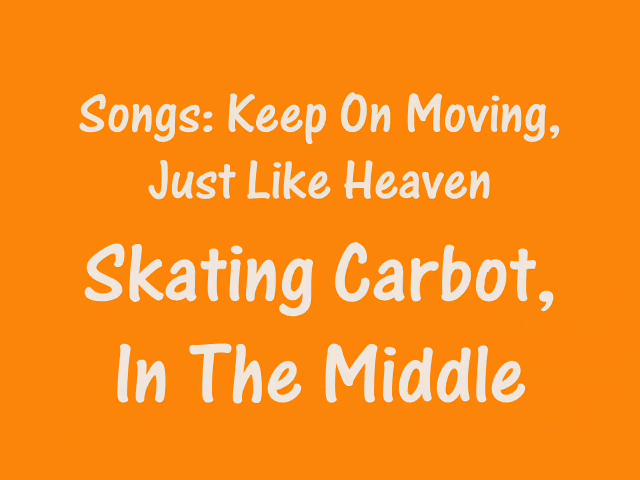 Songs: Keep On Moving,
Just Like Heaven
Skating Carbot,
In The Middle